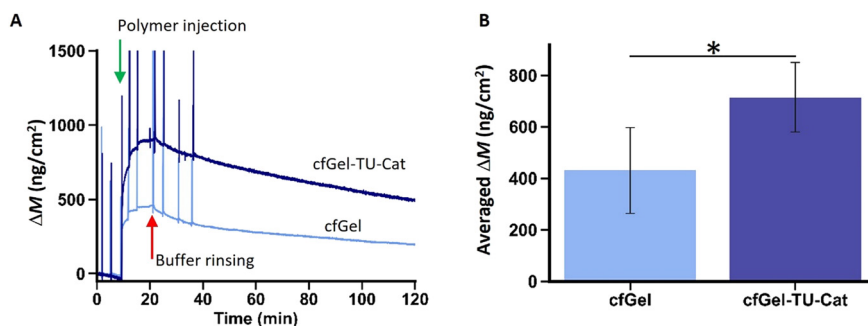 A
Polymer injection
1500
1000
500
0
ΔM (ng/cm²)
cfGel-TU-Cat
cfGel
Buffer rinsing
0 20 40 60 80 100 120
Time (min)
B
*
800
600
400
200
0
Averaged ΔM (ng/cm²)
cfGel cfGel-TU-Cat